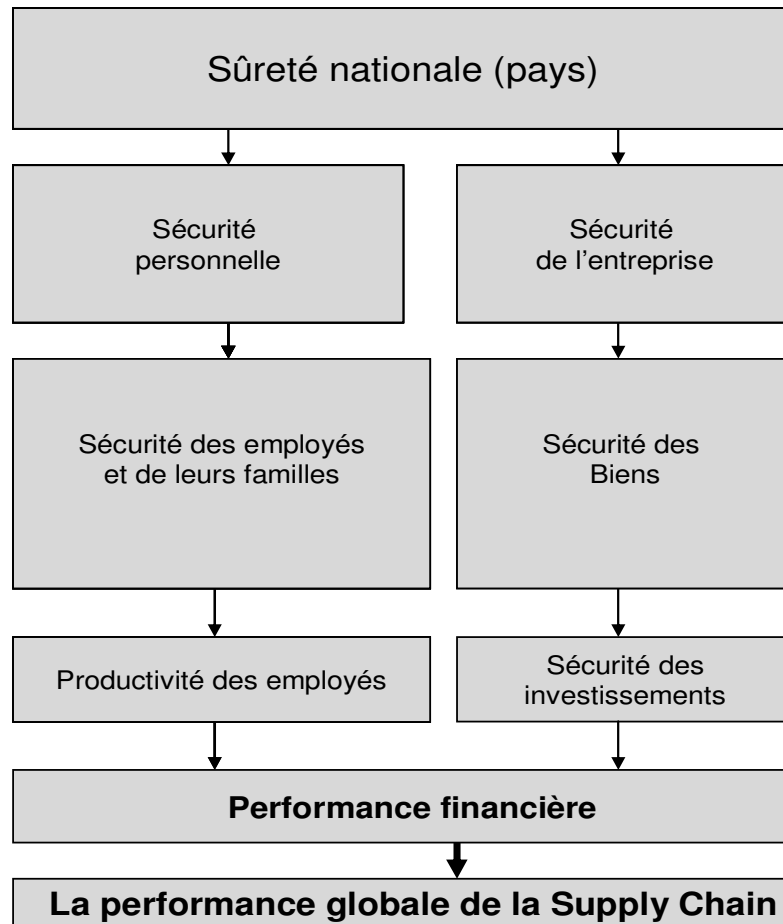 Sûreté nationale (pays)
Sécurité
personnelle
Sécurité
de l'entreprise
Sécurité des employés
et de leurs familles
Sécurité des
Biens
Productivité des employés
Sécurité des
investissements
Performance financière
La performance globale de la Supply Chain